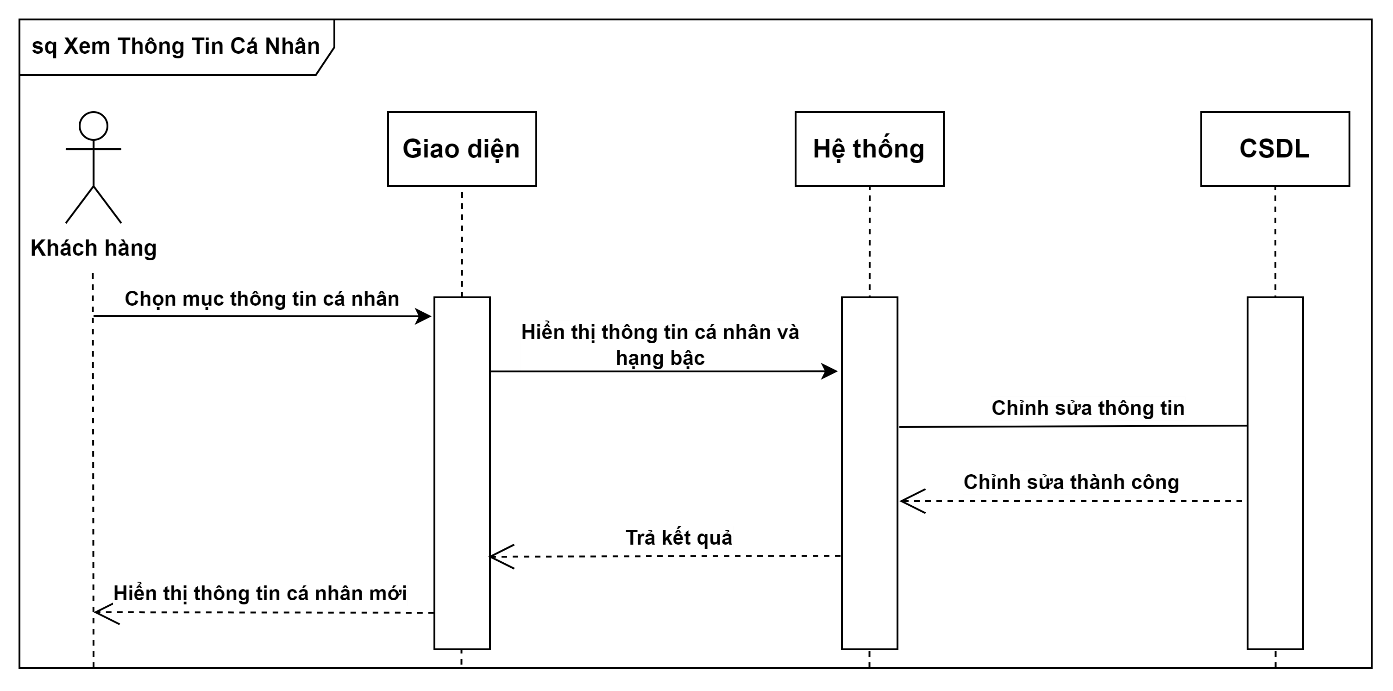 sq Xem Thông Tin Cá Nhân
Giao diện
Hệ thống
CSDL
Khách hàng
Chọn mục thông tin cá nhân
Hiển thị thông tin cá nhân và
hạng bậc
Chỉnh sửa thông tin
Chỉnh sửa thành công
Trả kết quả
Hiển thị thông tin cá nhân mới